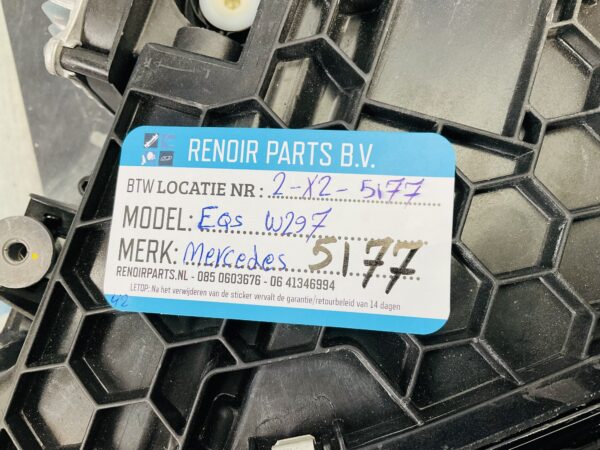 RENOIR PARTS B.V.
BTW LOCATIE NR : 2-X2-5177
MODEL: Eqs W297
MERK: Mercedes 5177
RENOIRPARTS.NL - 085 0603676 - 06 41346994
LETOP: Na het verwijderen van de sticker vervalt de garantie/retourbeleid van 14 dagen